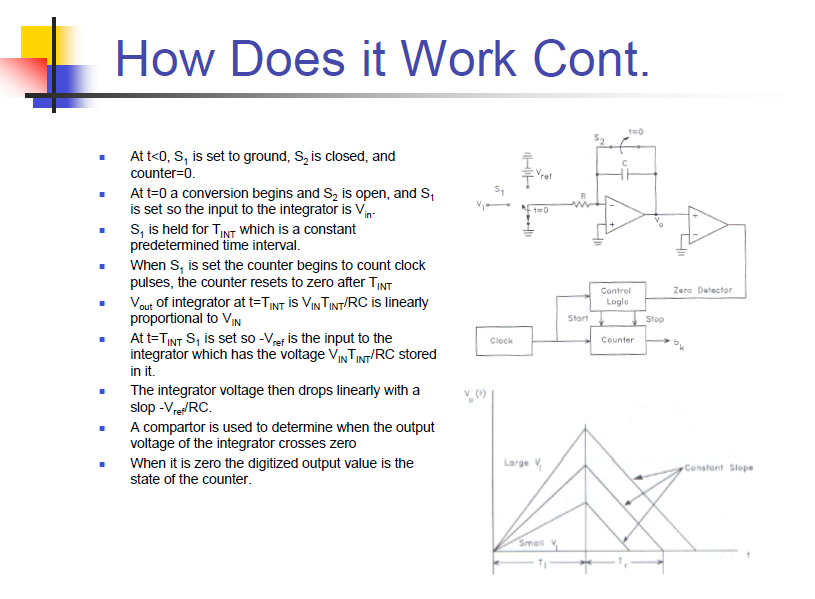 How Does it Work Cont.
At t<0, S1 is set to ground, S2 is closed, and
counter=0.
At t=0 a conversion begins and S2 is open, and S1
is set so the input to the integrator is Vin.
S1 is held for TINT which is a constant
predetermined time interval.
When S1 is set the counter begins to count clock
pulses, the counter resets to zero after TINT
Vout of integrator at t=TINT is VINTINT/RC is linearly
proportional to VIN
At t=TINT S1 is set so -Vref is the input to the
integrator which has the voltage VINTINT/RC stored
in it.
The integrator voltage then drops linearly with a
slop -Vref/RC.
A compartor is used to determine when the output
voltage of the integrator crosses zero
When it is zero the digitized output value is the
state of the counter.
S2 t=0
C
Vref
S1
R
Vi
t=0
Vo
Control
Logic
Zero Detector
Start
Stop
Clock
Counter
bk
Vo(t)
Large Vi
Constant Slope
Small Vi
t